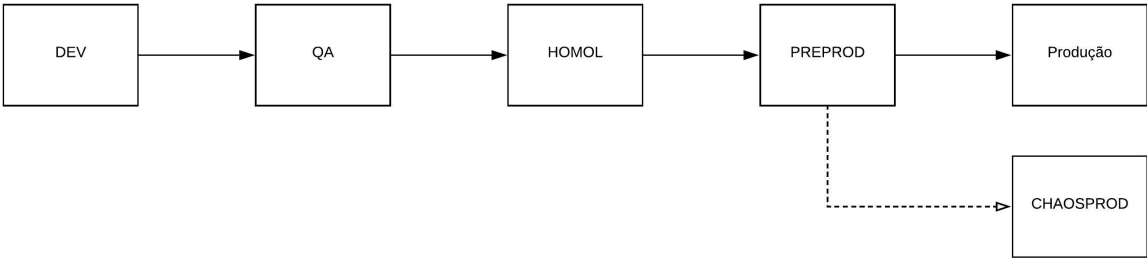 DEV
QA
HOMOL
PREPROD
Produção
CHAOSPROD